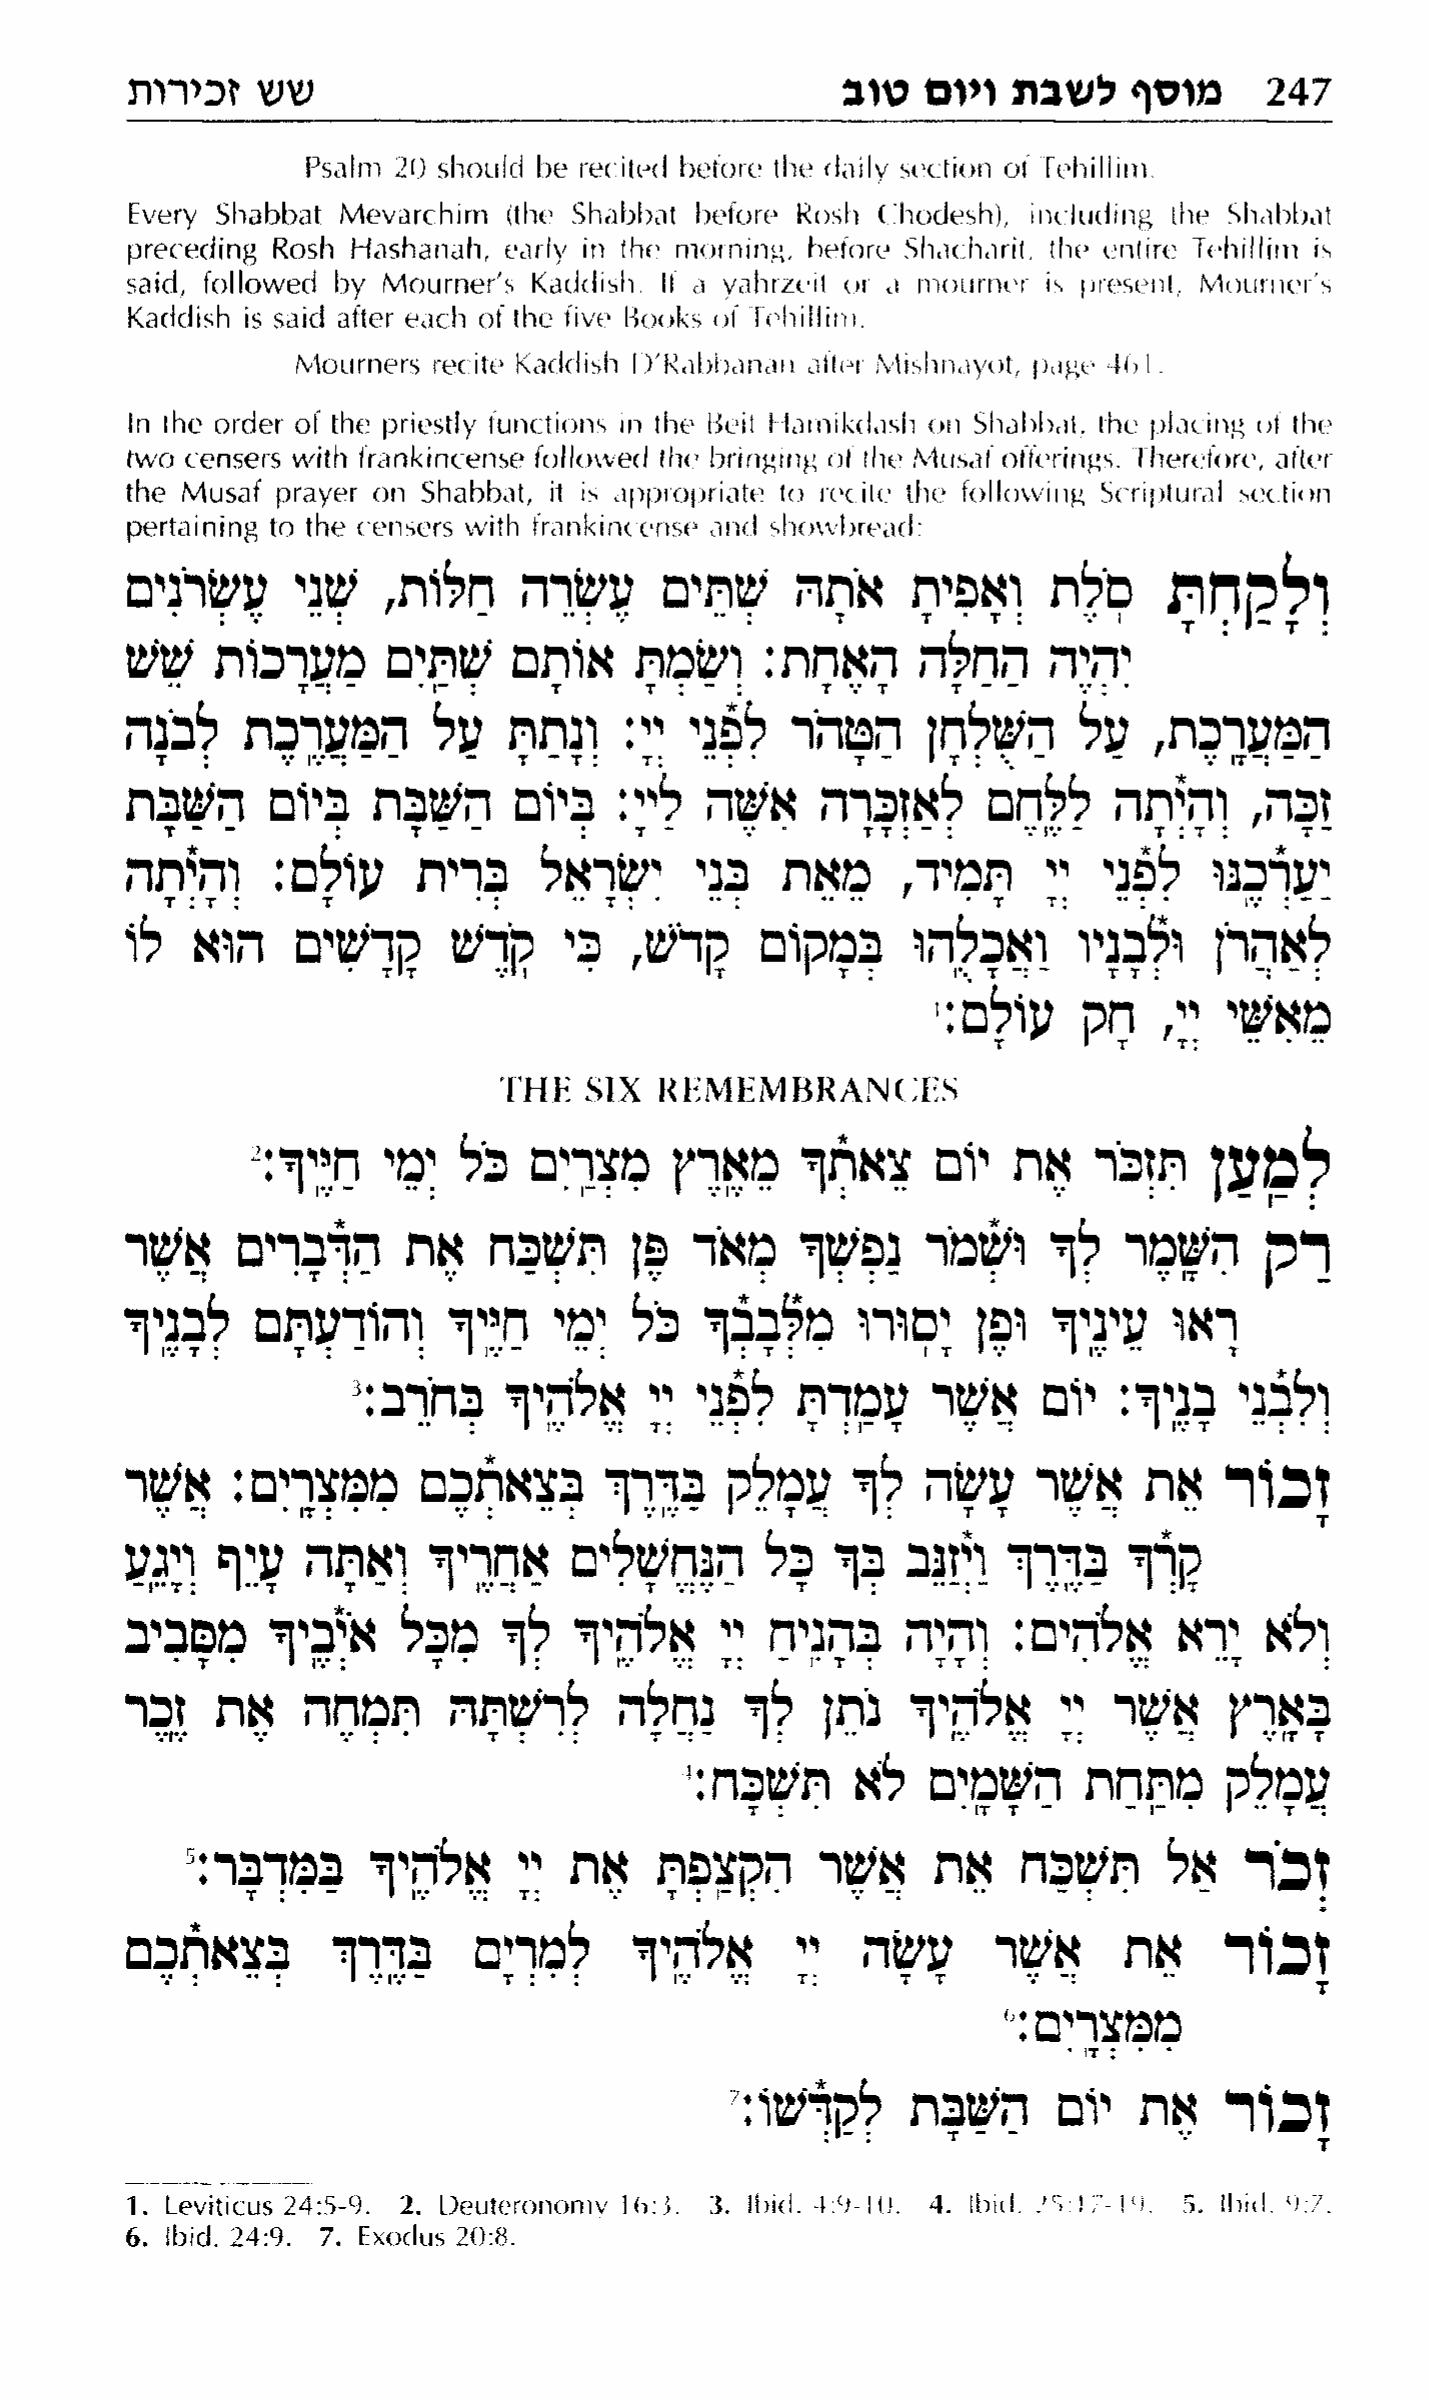 247 מוסף לשבת ויום טוב שש זכירות
Psalm 20 should be recited before the daily section of Tehillim.
Every Shabbat Mevarchim (the Shabbat before Rosh Chodesh), including the Shabbat
preceding Rosh Hashanah, early in the morning, before Shacharit, the entire Tehillim is
said, followed by Mourner's Kaddish. If a yahrzeit or a mourner is present, Mourner's
Kaddish is said after each of the five Books of Tehillim.
Mourners recite Kaddish D'Rabbanan after Mishnayot, page 461.
In the order of the priestly functions in the Beit Hamikdash on Shabbat, the placing of the
two censers with frankincense followed the bringing of the Musaf offerings. Therefore, after
the Musaf prayer on Shabbat, it is appropriate to recite the following Scriptural section
pertaining to the censers with frankincense and showbread:
וְלָקַחְתָּ סֹֽלֶת וְאָפִיתָ אֹתָהּ שְׁתֵּים עֶשְׂרֵה חַלּוֹת, שְׁנֵי עֶשְׂרֹנִים
יִהְיֶה הַחַלָּה הָאֶחָת: וְשַׂמְתָּ אוֹתָם שְׁתַּֽיִם מַעֲרָכוֹת שֵׁשׁ
הַמַּעֲרָֽכֶת, עַל הַשֻּׁלְחָן הַטָּהֹר לִפְ֯נֵי יְיָ: וְנָתַתָּ עַל הַמַּעֲרֶֽכֶת לְבֹנָה
זַכָּה, וְהָיְ֯תָה לַלֶּֽחֶם לְאַזְכָּרָה אִשֶּׁה לַייָ: בְּיוֹם הַשַּׁבָּת בְּיוֹם הַשַּׁבָּת
יַעַרְ֯כֶֽנּוּ לִפְ֯נֵי יְיָ תָּמִיד, מֵאֵת בְּנֵי יִשְׂרָאֵל בְּרִית עוֹלָם: וְהָיְ֯תָה
לְאַהֲרֹן וּלְ֯בָנָיו וַאֲכָלֻֽהוּ בְּמָקוֹם קָדֹשׁ, כִּי קֹֽדֶשׁ קָדָשִׁים הוּא לוֹ
מֵאִשֵּׁי יְיָ, חָק עוֹלָם:1
THE SIX REMEMBRANCES
לְמַֽעַן תִּזְכֹּר אֶת יוֹם צֵאתְ֯ךָ מֵאֶֽרֶץ מִצְרַֽיִם כֹּל יְמֵי חַיֶּֽיךָ:2
רַק הִשָּֽׁמֶר לְךָ וּשְׁ֯מֹר נַפְשְׁךָ מְאֹד פֶּן תִּשְׁכַּח אֶת הַדְּ֯בָרִים אֲשֶׁר
רָאוּ עֵינֶֽיךָ וּפֶן יָסֽוּרוּ מִלְּ֯בָבְ֯ךָ כֹּל יְמֵי חַיֶּֽיךָ וְהוֹדַעְתָּם לְבָנֶֽיךָ
וְלִבְ֯נֵי בָנֶֽיךָ: יוֹם אֲשֶׁר עָמַֽדְתָּ לִפְ֯נֵי יְיָ אֱלֹהֶֽיךָ בְּחֹרֵב:3
זָכוֹר אֵת אֲשֶׁר עָשָׂה לְךָ עֲמָלֵק בַּדֶּֽרֶךְ בְּצֵאתְ֯כֶם מִמִּצְרָֽיִם: אֲשֶׁר
קָרְ֯ךָ בַּדֶּֽרֶךְ וַיְ֯זַנֵּב בְּךָ כָּל הַנֶּחֱשָׁלִים אַחֲרֶֽיךָ וְאַתָּה עָיֵף וְיָגֵֽעַ
וְלֹא יָרֵא אֱלֹהִים: וְהָיָה בְּהָנִֽיחַ יְיָ אֱלֹהֶֽיךָ לְךָ מִכָּל אֹיְ֯בֶֽיךָ מִסָּבִיב
בָּאָֽרֶץ אֲשֶׁר יְיָ אֱלֹהֶֽיךָ נֹתֵן לְךָ נַחֲלָה לְרִשְׁתָּהּ תִּמְחֶה אֶת זֵֽכֶר
עֲמָלֵק מִתַּֽחַת הַשָּׁמָֽיִם לֹא תִּשְׁכָּח:4
זְכֹר אַל תִּשְׁכַּח אֵת אֲשֶׁר הִקְצַֽפְתָּ אֶת יְיָ אֱלֹהֶֽיךָ בַּמִּדְבָּר:5
זָכוֹר אֵת אֲשֶׁר עָשָׂה יְיָ אֱלֹהֶֽיךָ לְמִרְיָם בַּדֶּֽרֶךְ בְּצֵאתְ֯כֶם
מִמִּצְרָֽיִם:6
זָכוֹר אֶת יוֹם הַשַּׁבָּת לְקַדְּ֯שׁוֹ:7
1. Leviticus 24:5-9. 2. Deuteronomy 16:3. 3. Ibid. 4:9-10. 4. Ibid. 25:17-19. 5. Ibid. 9:7.
6. Ibid. 24:9. 7. Exodus 20:8.